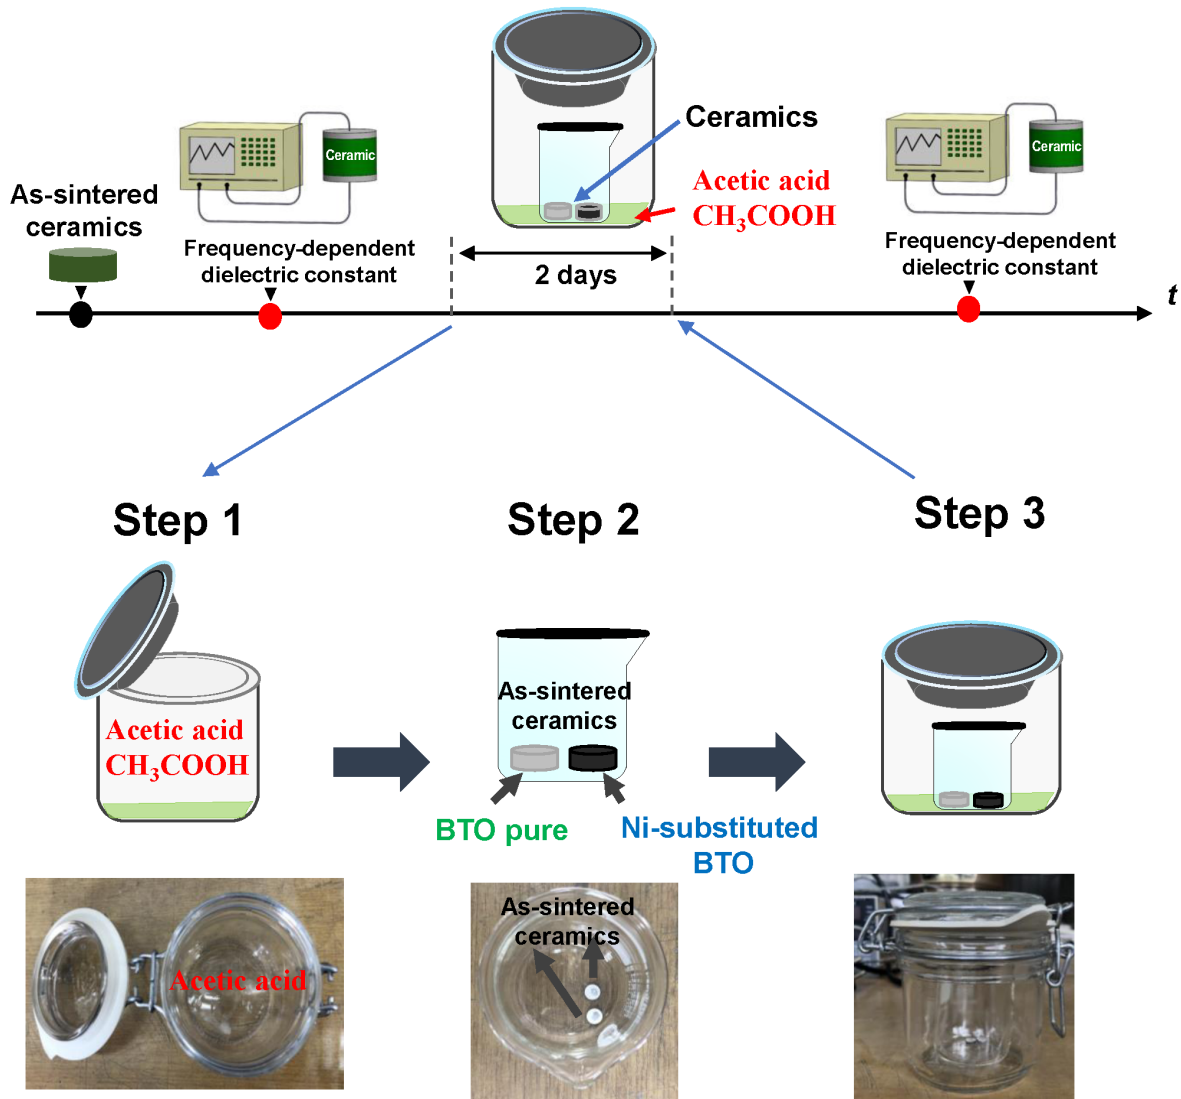 Ceramics
Acetic acid
CH₃COOH
As-sintered
ceramics
Ceramic
Frequency-dependent
dielectric constant
2 days
Ceramic
Frequency-dependent
dielectric constant
t
Step 1
Step 2
Step 3
Acetic acid
CH₃COOH
As-sintered
ceramics
BTO pure
Ni-substituted
BTO
Acetic acid
As-sintered
ceramics